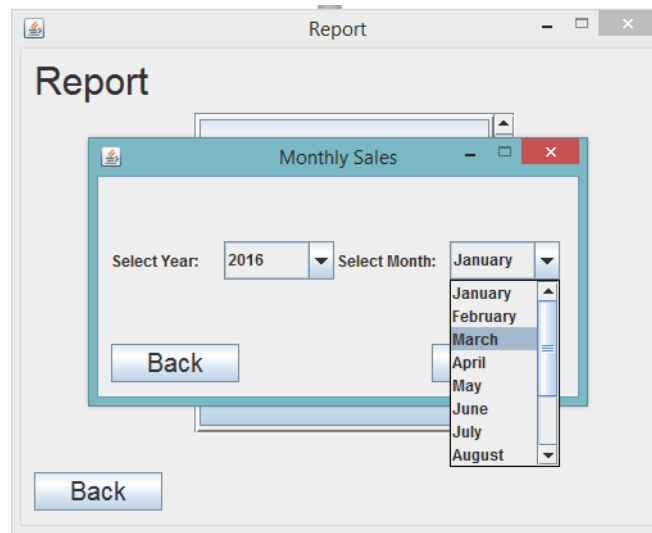 Report
Report
Monthly Sales
Select Year: 2016 Select Month: January
January
February
March
April
May
June
July
August
Back
Back